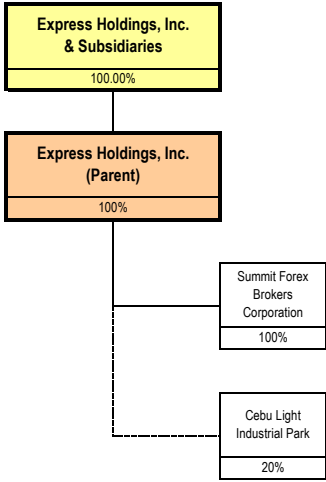 Express Holdings, Inc.
& Subsidiaries
100.00%
Express Holdings, Inc.
(Parent)
100%
Summit Forex
Brokers
Corporation
100%
Cebu Light
Industrial Park
20%